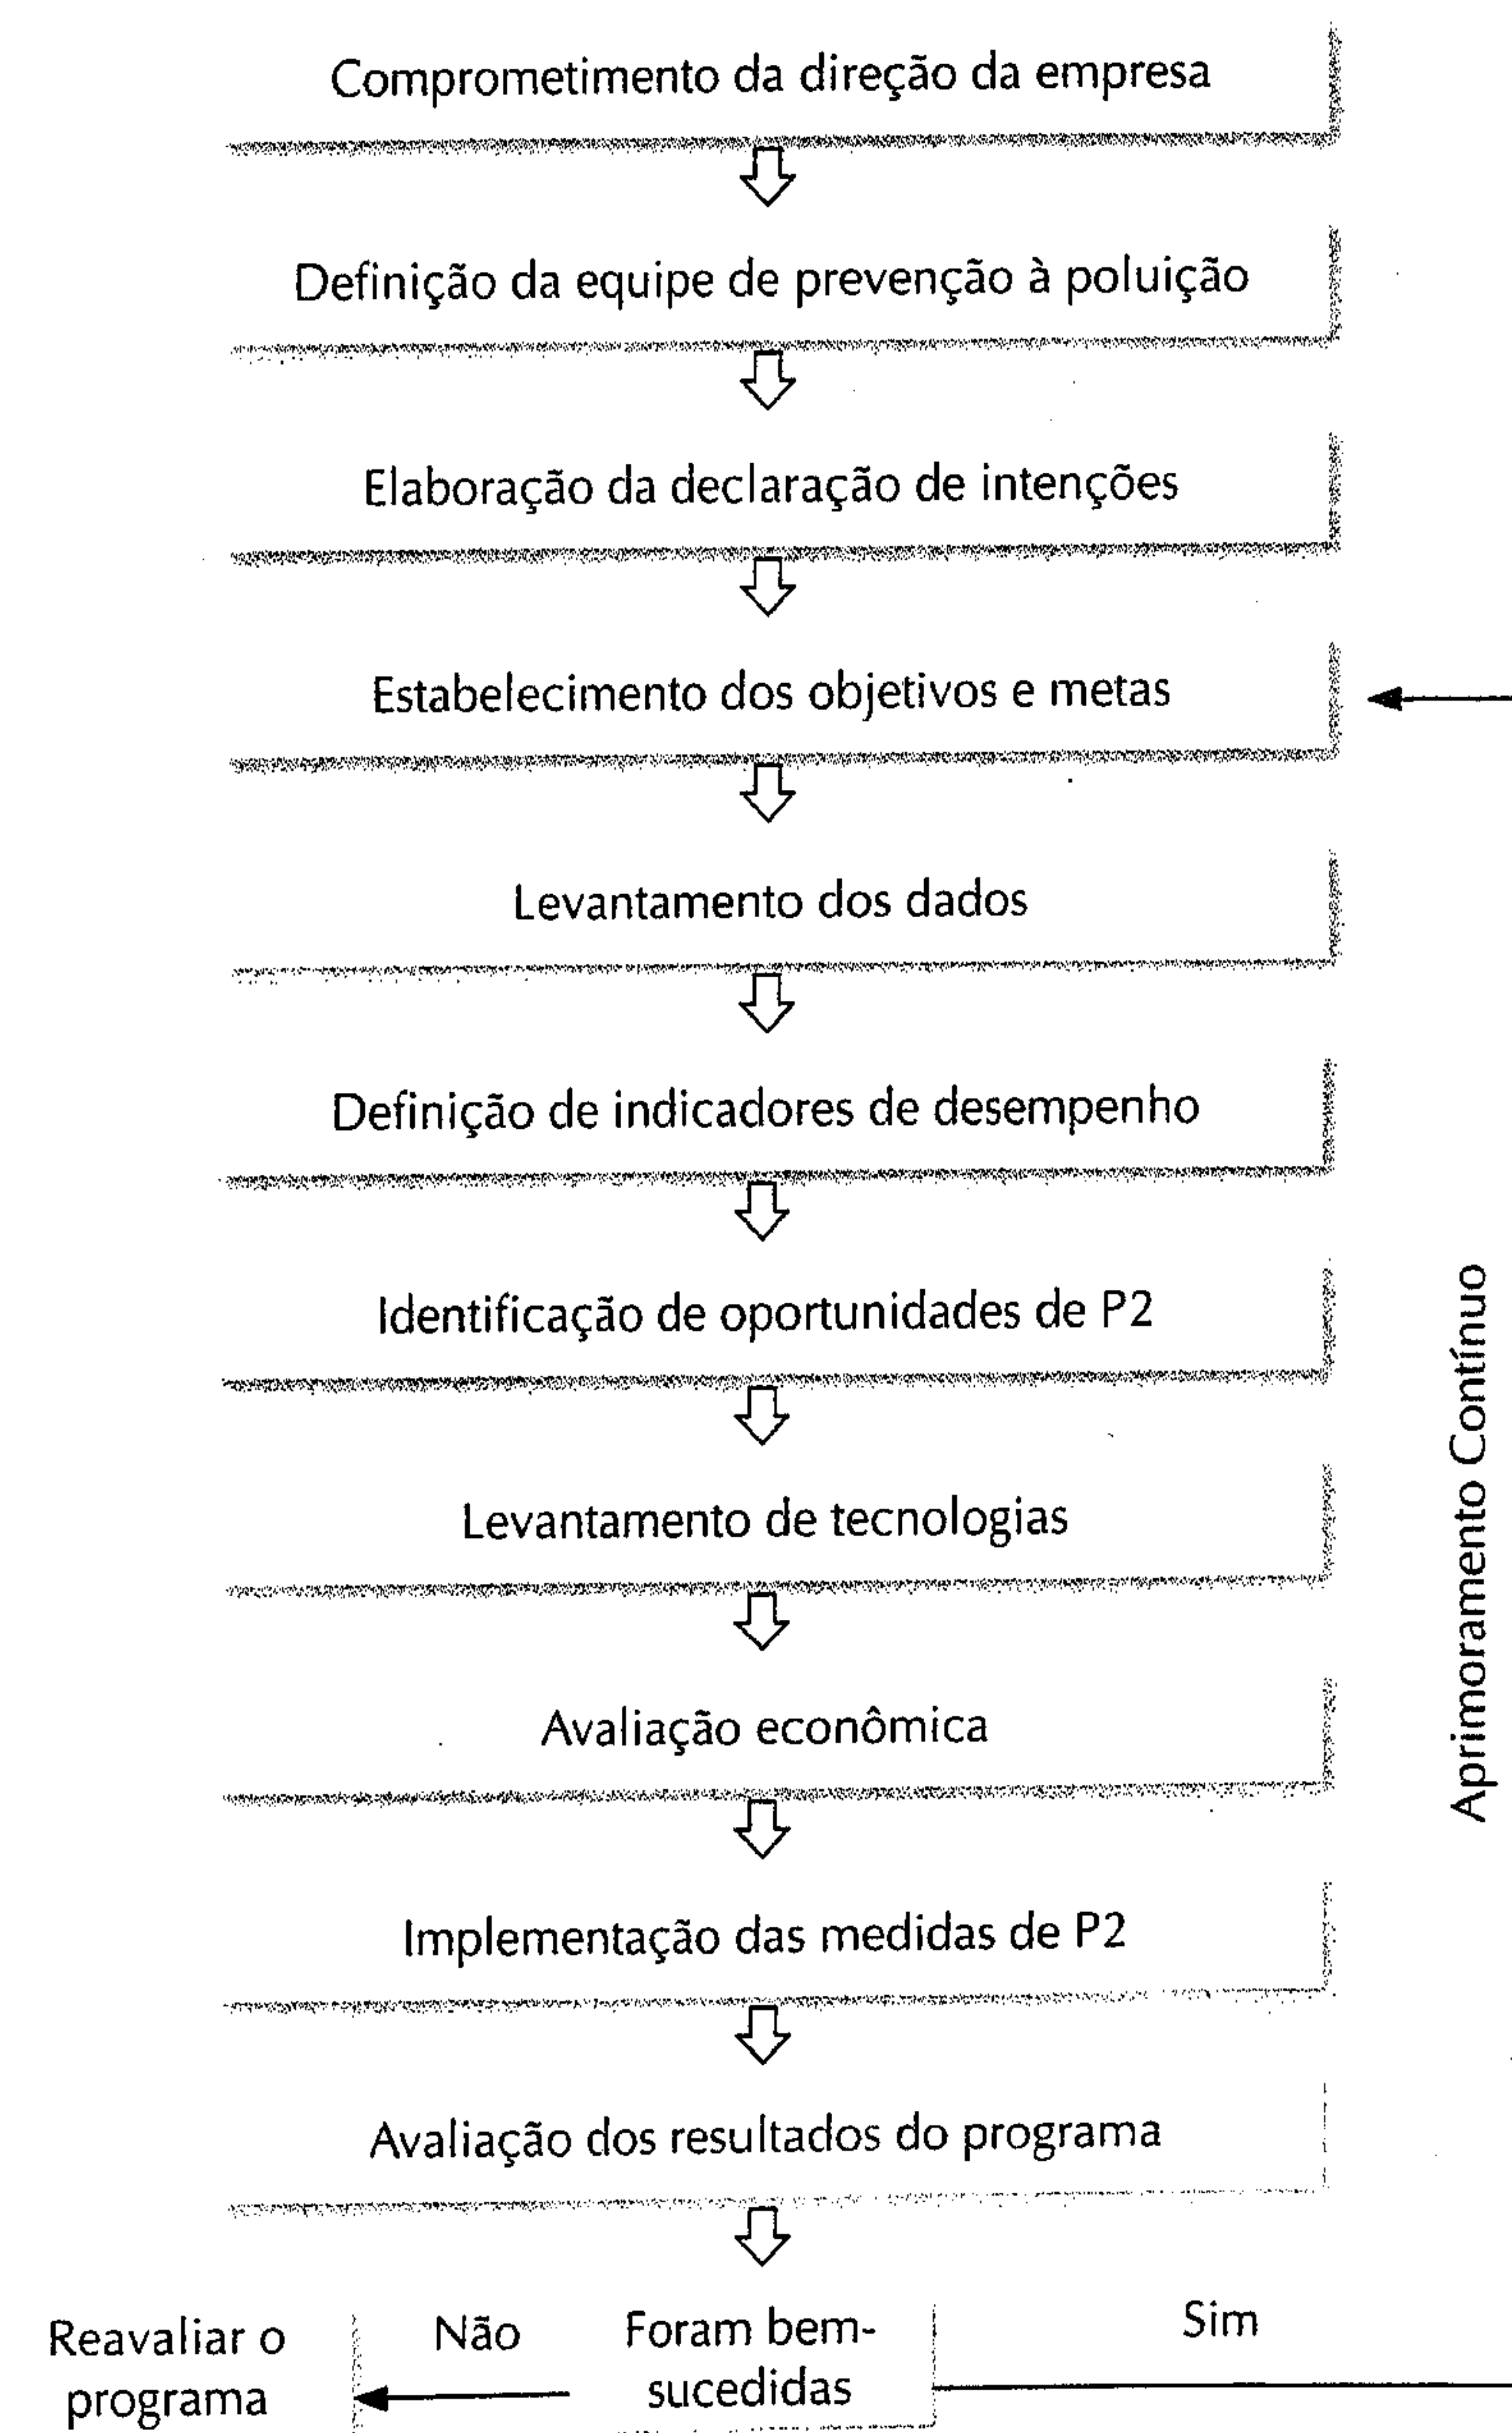 Comprometimento da direção da empresa
Definição da equipe de prevenção à poluição
Elaboração da declaração de intenções
Estabelecimento dos objetivos e metas
Levantamento dos dados
Definição de indicadores de desempenho
Identificação de oportunidades de P2
Levantamento de tecnologias
Avaliação econômica
Implementação das medidas de P2
Avaliação dos resultados do programa
Aprimoramento Contínuo
Reavaliar o
programa
Não
Foram bem-
sucedidas
Sim